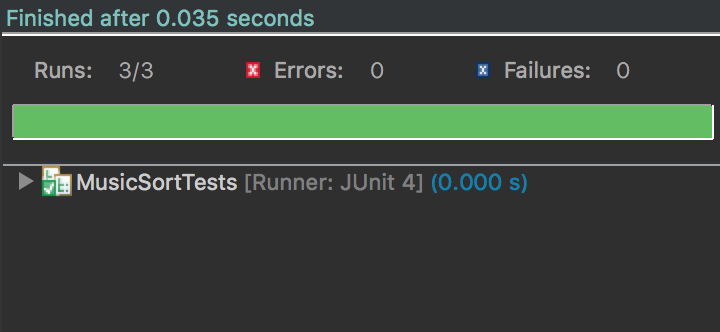 Finished after 0.035 seconds
Runs: 3/3 Errors: 0 Failures: 0
MusicSortTests [Runner: JUnit 4] (0.000 s)